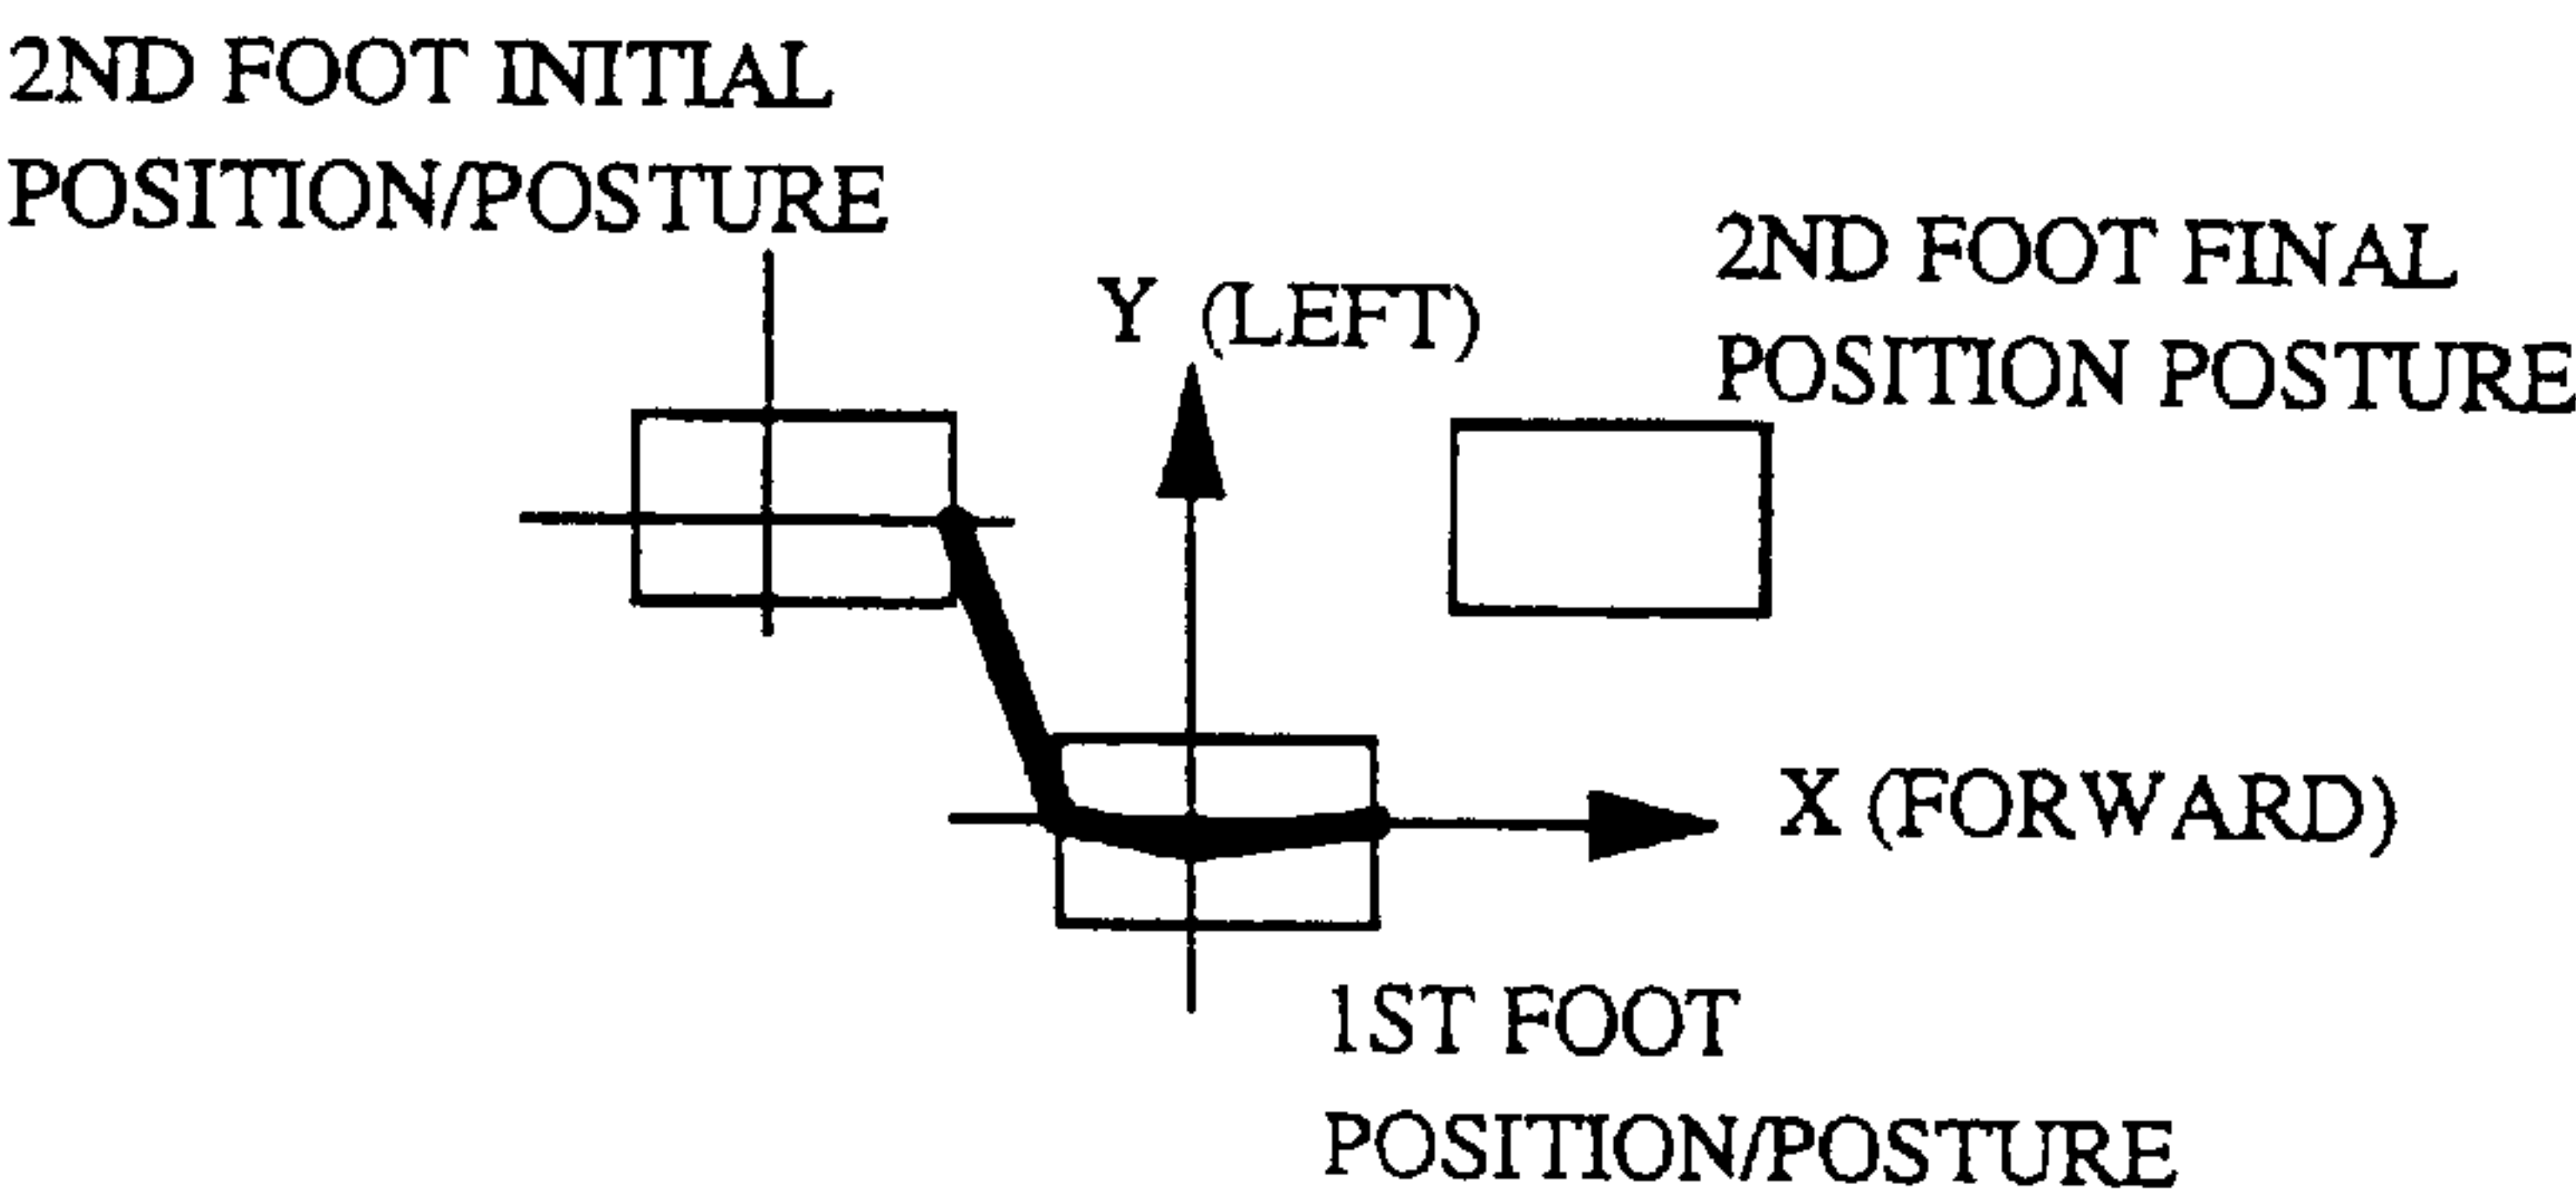 2ND FOOT INITIAL
POSITION/POSTURE
2ND FOOT FINAL
POSITION POSTURE
Y (LEFT)
X (FORWARD)
1ST FOOT
POSITION/POSTURE